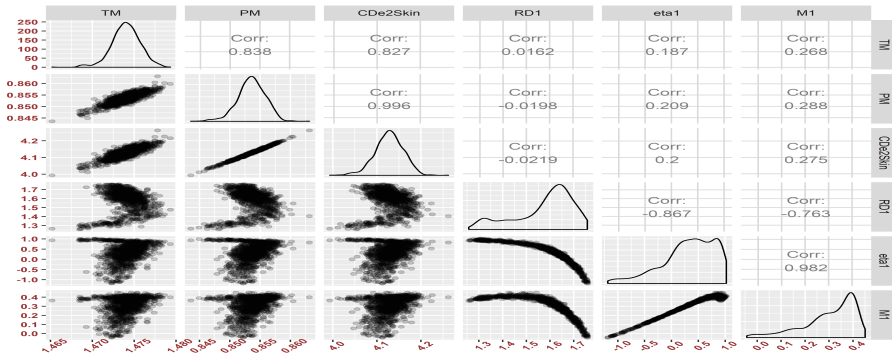 TM PM CDe2Skin RD1 eta1 M1
250
200
150
100
50
0
Corr:
0.838
Corr:
0.827
Corr:
0.0162
Corr:
0.187
Corr:
0.268
TM
0.860
0.855
0.850
0.845
Corr:
0.996
Corr:
-0.0198
Corr:
0.209
Corr:
0.288
PM
4.2
4.1
4.0
Corr:
-0.0219
Corr:
0.2
Corr:
0.275
CDe2Skin
1.7
1.6
1.5
1.4
1.3
Corr:
-0.867
Corr:
-0.763
RD1
1.0
0.5
0.0
-0.5
-1.0
Corr:
0.982
eta1
0.4
0.3
0.2
0.1
0.0
M1
1.465 1.470 1.475 1.480 0.845 0.850 0.855 0.860 4.0 4.1 4.2 1.3 1.4 1.5 1.6 1.7 -1.0 -0.5 0.0 0.5 1.0 0.0 0.1 0.2 0.3 0.4